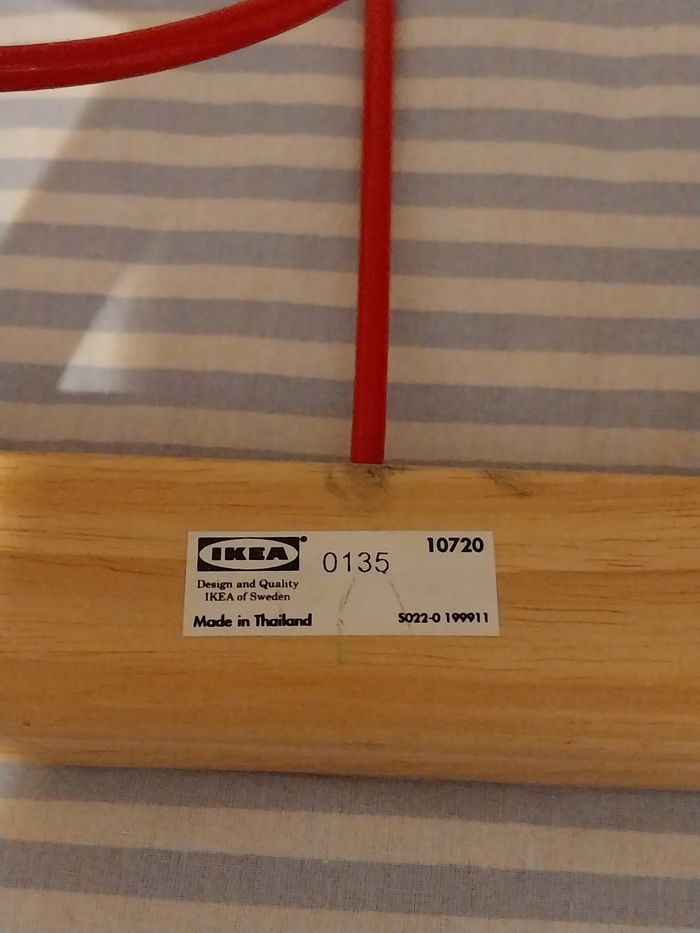 IKEA® 0135 10720
Design and Quality
IKEA of Sweden
Made in Thailand S022-0 199911